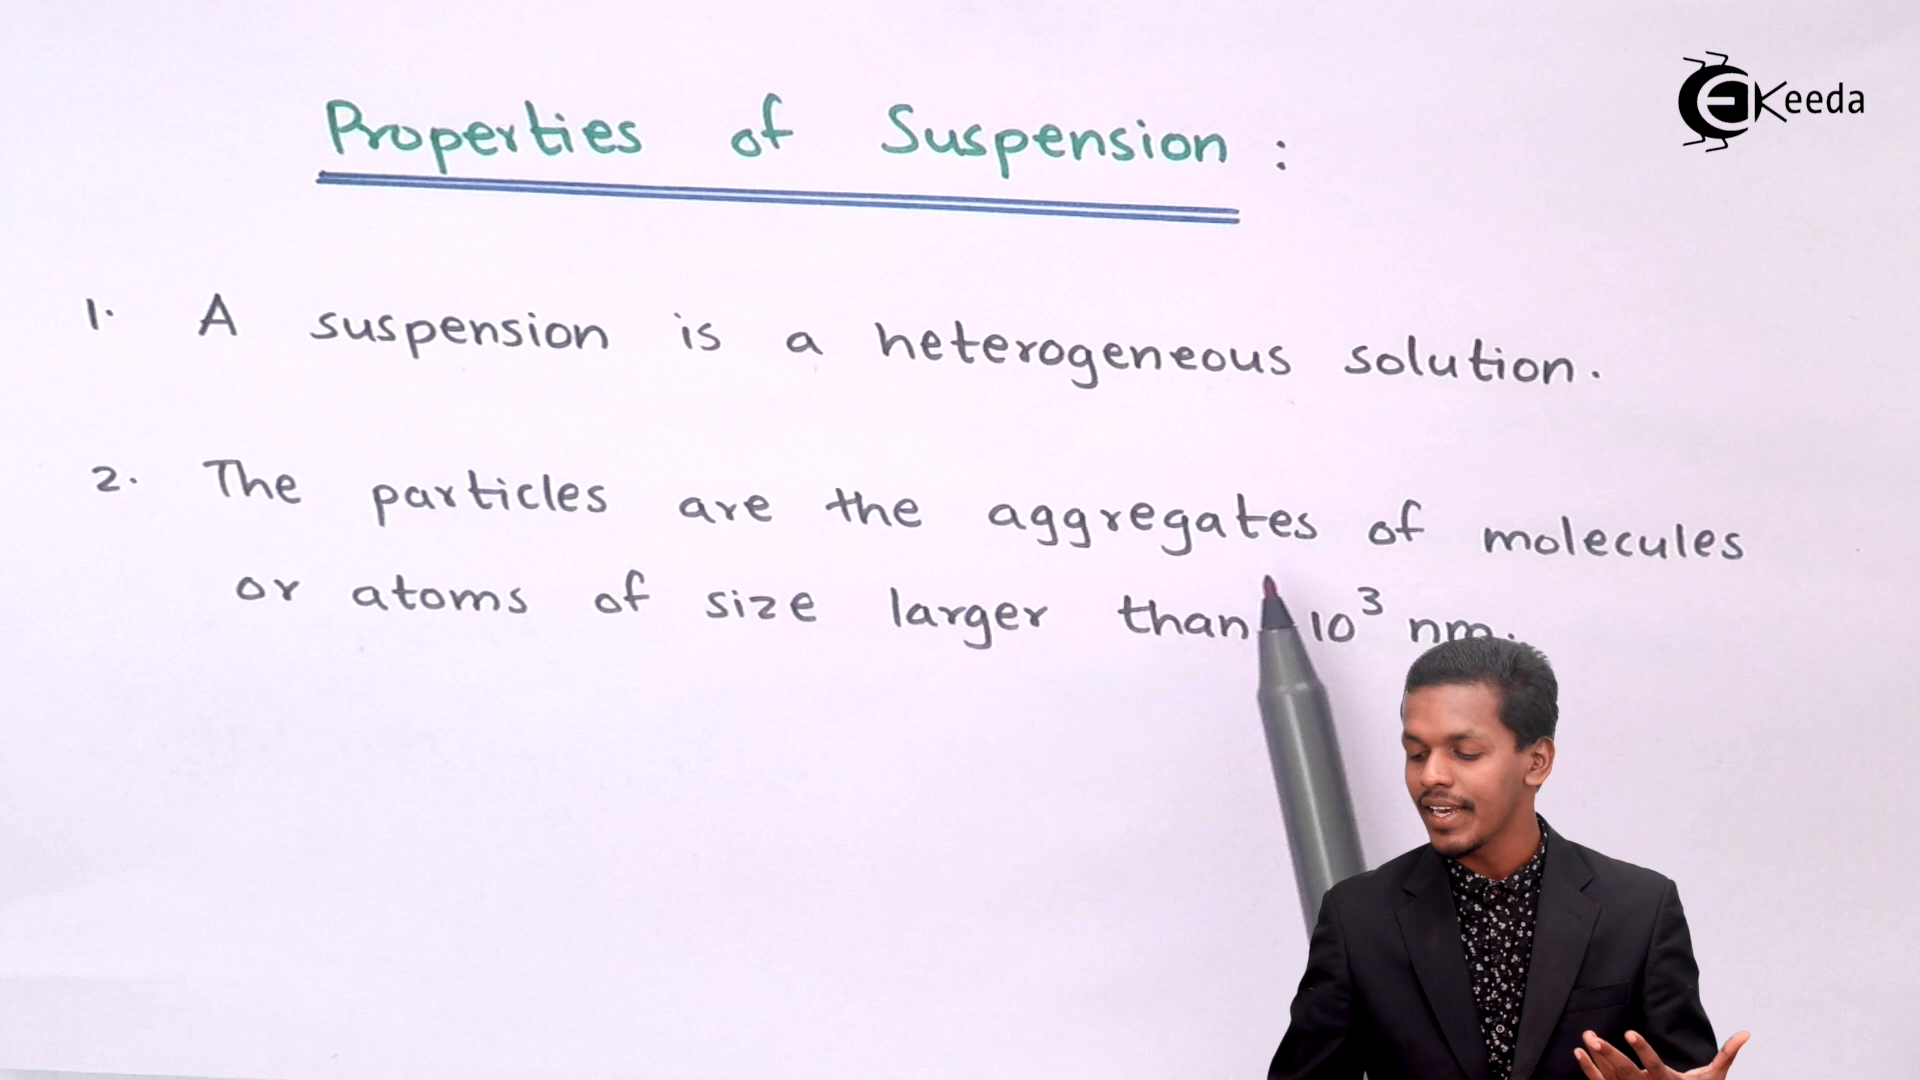 Properties of Suspension :
EKeeda
1. A suspension is a heterogeneous solution.
2. The particles are the aggregates of molecules
or atoms of size larger than 10³ nm.